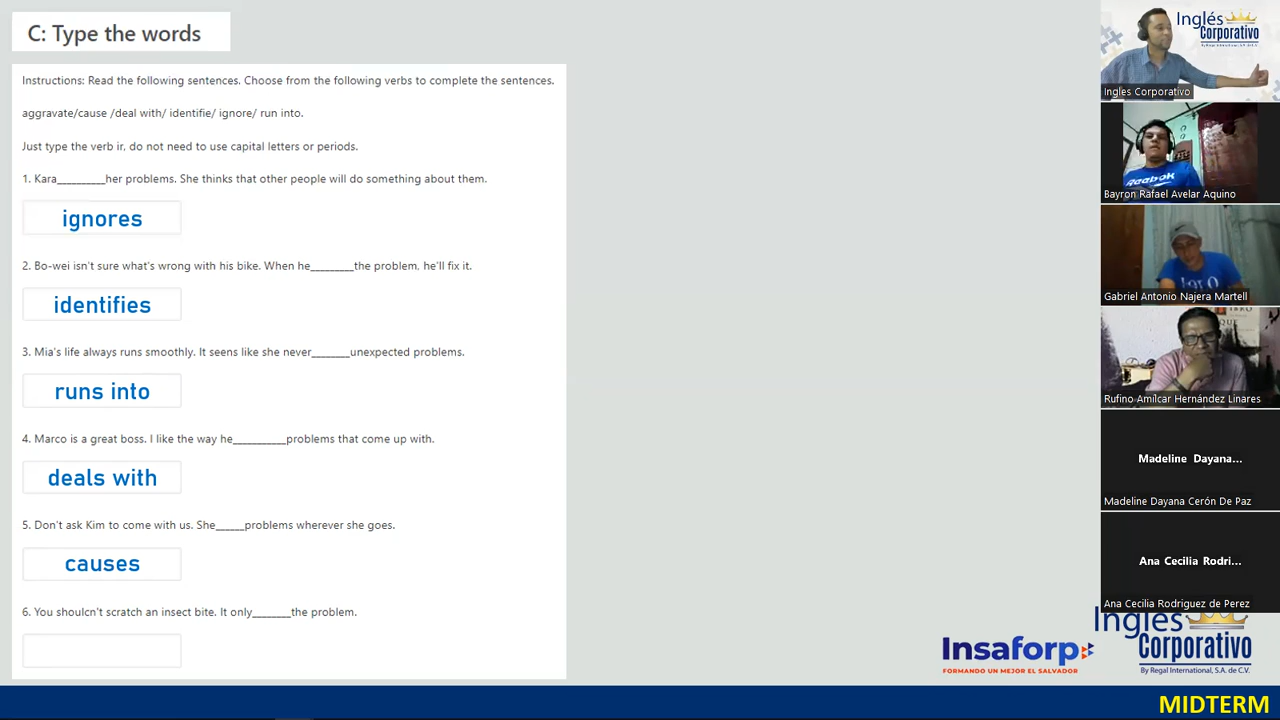 C: Type the words
Instructions: Read the following sentences. Choose from the following verbs to complete the sentences.
aggravate/cause /deal with/ identifie/ ignore/ run into.
Just type the verb ir, do not need to use capital letters or periods.
1. Kara__________her problems. She thinks that other people will do something about them.
ignores
2. Bo-wei isn't sure what's wrong with his bike. When he_________the problem, he'll fix it.
identifies
3. Mia's life always runs smoothly. It seens like she never________unexpected problems.
runs into
4. Marco is a great boss. I like the way he___________problems that come up with.
deals with
5. Don't ask Kim to come with us. She______problems wherever she goes.
causes
6. You shoulcn't scratch an insect bite. It only________the problem.
Inglés
Corporativo
Ingles Corporativo
Reebok
Bayron Rafael Avelar Aquino
Gabriel Antonio Najera Martell
Rufino Amílcar Hernández Linares
Madeline Dayana...
Madeline Dayana Cerón De Paz
Ana Cecilia Rodri...
Ana Cecilia Rodriguez de Perez
Insaforp
FORMANDO UN MEJOR EL SALVADOR
Inglés
Corporativo
By Regal International, S.A. de C.V.
MIDTERM